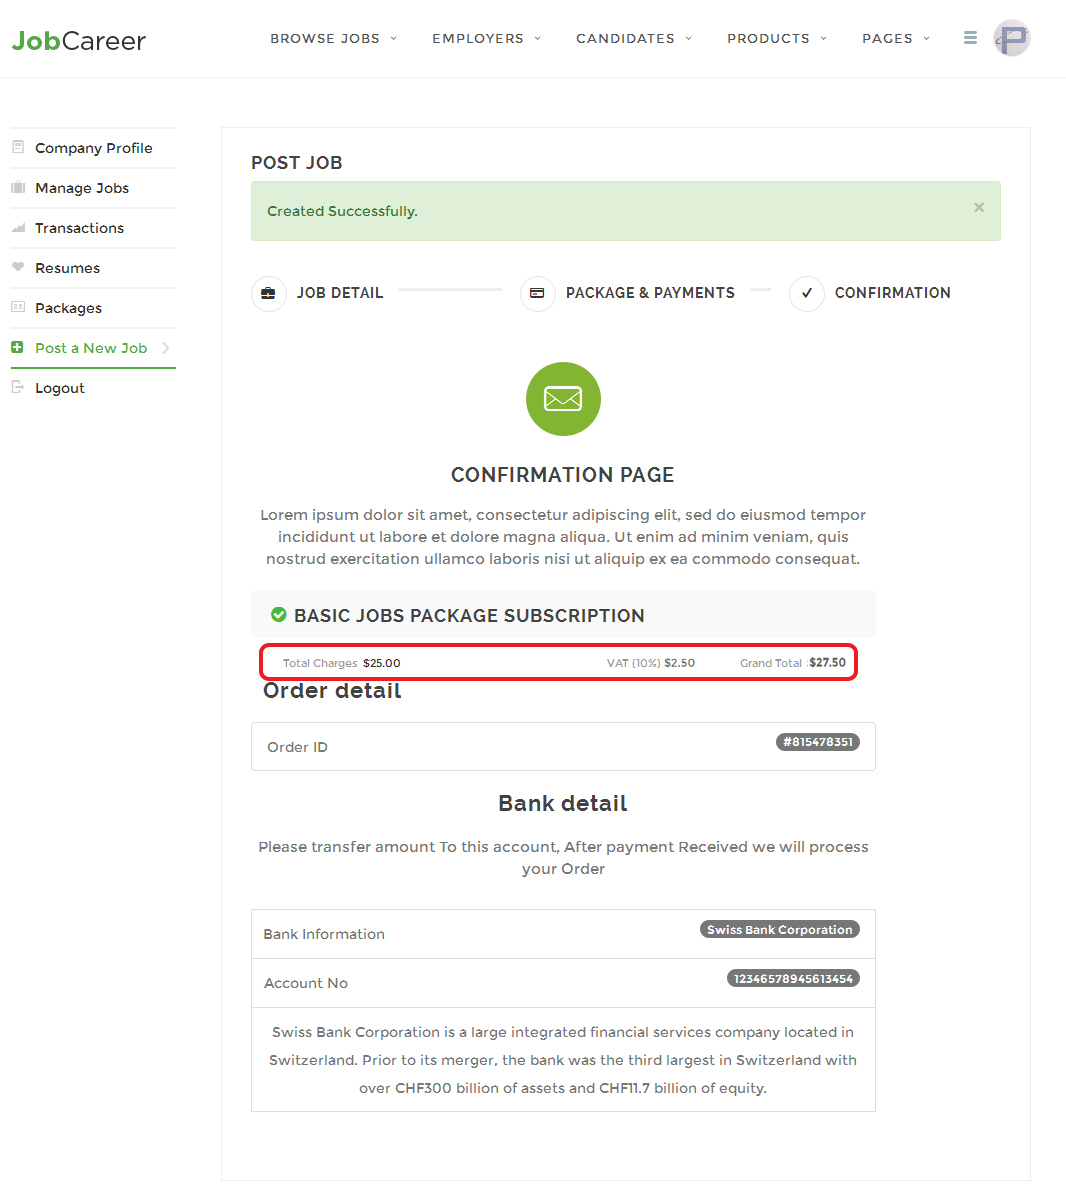 JobCareer
BROWSE JOBS
EMPLOYERS
CANDIDATES
PRODUCTS
PAGES
P
Company Profile
Manage Jobs
Transactions
Resumes
Packages
Post a New Job
Logout
POST JOB
Created Successfully.
×
JOB DETAIL
PACKAGE & PAYMENTS
CONFIRMATION
CONFIRMATION PAGE
Lorem ipsum dolor sit amet, consectetur adipiscing elit, sed do eiusmod tempor
incididunt ut labore et dolore magna aliqua. Ut enim ad minim veniam, quis
nostrud exercitation ullamco laboris nisi ut aliquip ex ea commodo consequat.
BASIC JOBS PACKAGE SUBSCRIPTION
Total Charges $25.00 VAT (10%) $2.50 Grand Total :$27.50
Order detail
Order ID #815478351
Bank detail
Please transfer amount To this account, After payment Received we will process
your Order
Bank Information Swiss Bank Corporation
Account No 12346578945613454
Swiss Bank Corporation is a large integrated financial services company located in
Switzerland. Prior to its merger, the bank was the third largest in Switzerland with
over CHF300 billion of assets and CHF11.7 billion of equity.